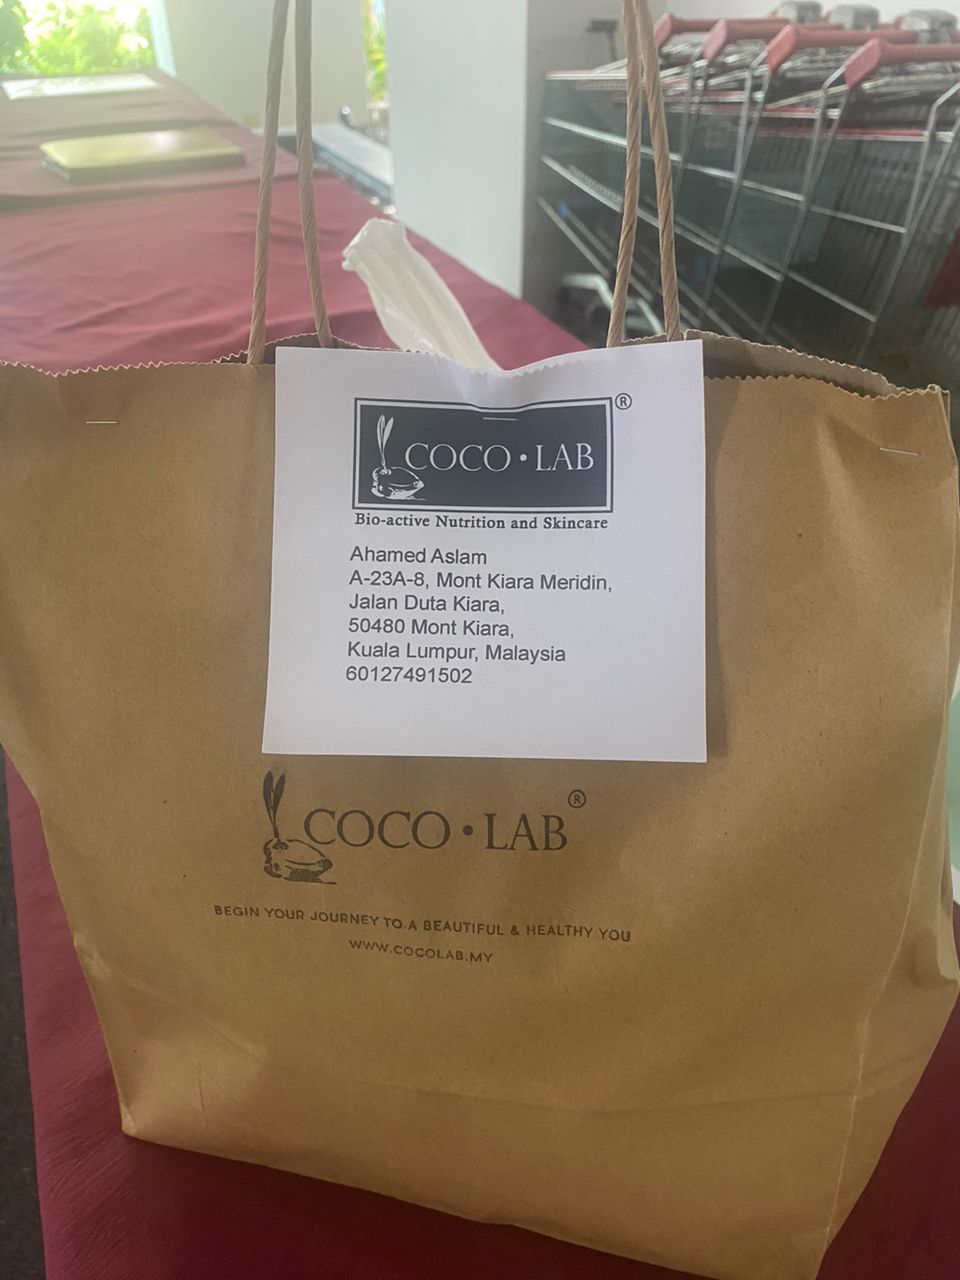 COCO • LAB ®
Bio-active Nutrition and Skincare
Ahamed Aslam
A-23A-8, Mont Kiara Meridin,
Jalan Duta Kiara,
50480 Mont Kiara,
Kuala Lumpur, Malaysia
60127491502
COCO • LAB ®
BEGIN YOUR JOURNEY TO A BEAUTIFUL & HEALTHY YOU
WWW.COCOLAB.MY